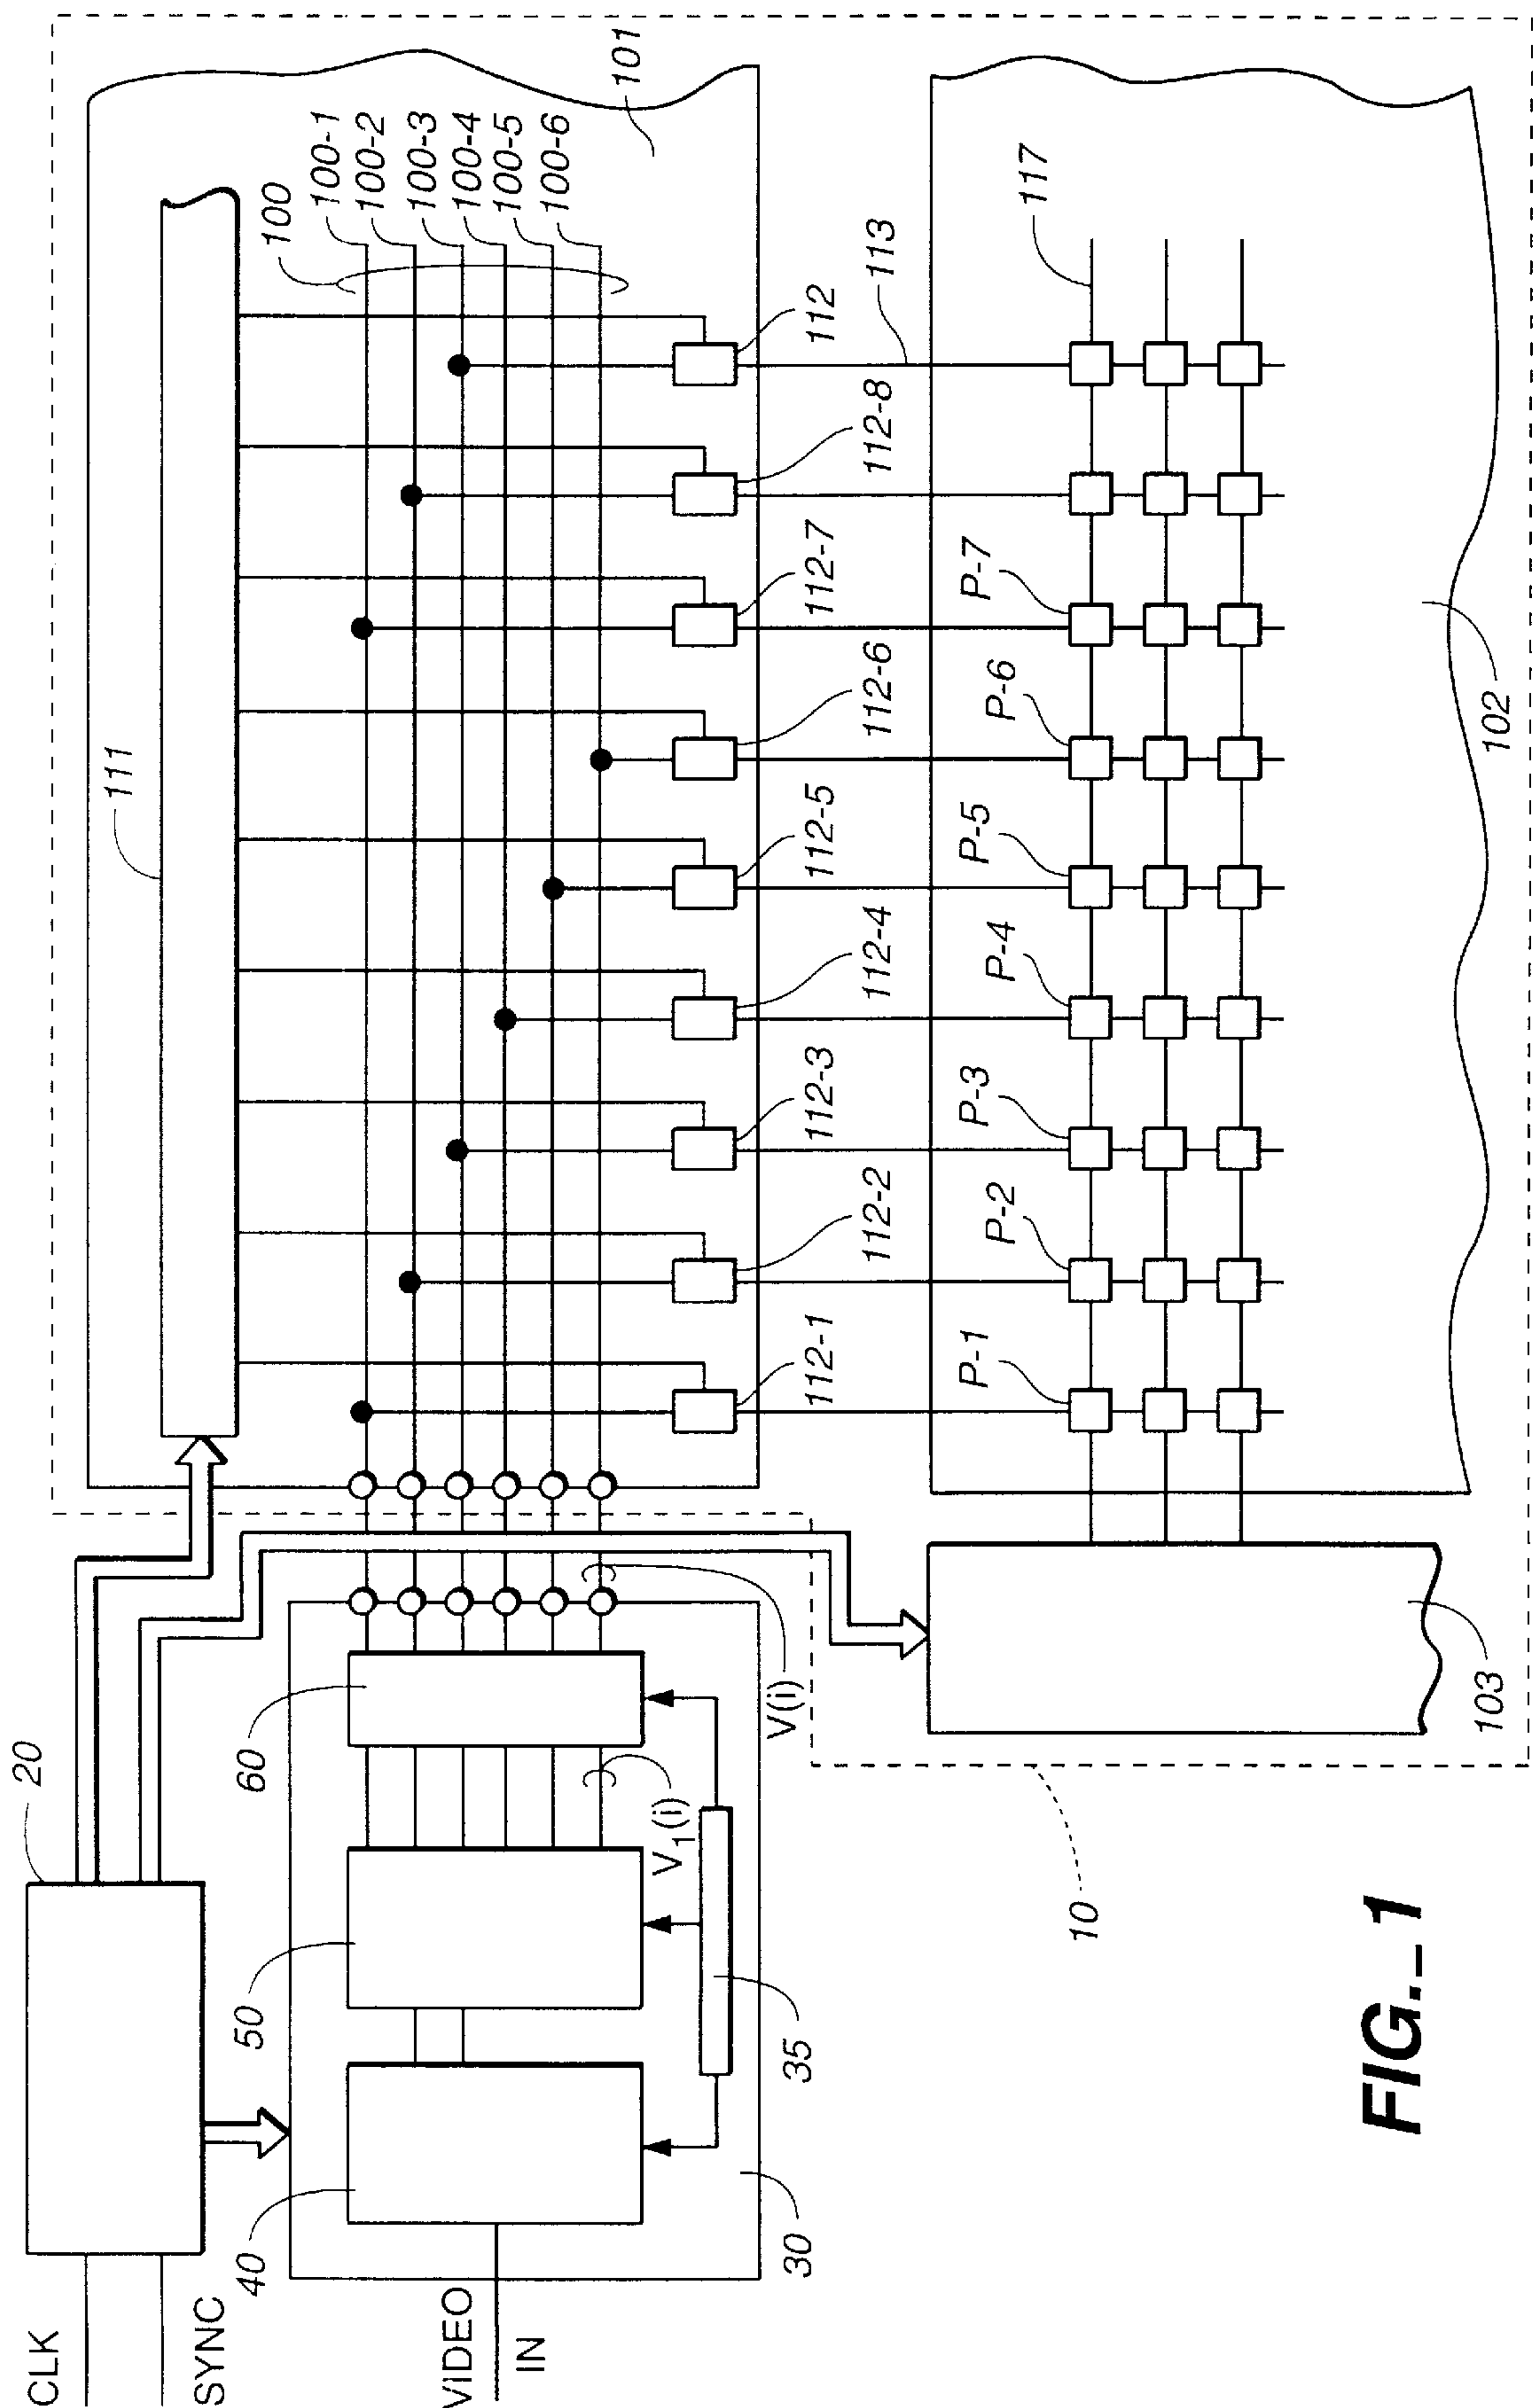 CLK
SYNC
20
VIDEO
IN
40
50
60
30
35
V₁(i)
V(i)
111
100
100-1
100-2
100-3
100-4
100-5
100-6
101
112-1
112-2
112-3
112-4
112-5
112-6
112-7
112-8
112
113
P-1
P-2
P-3
P-4
P-5
P-6
P-7
117
103
102
10
FIG._1